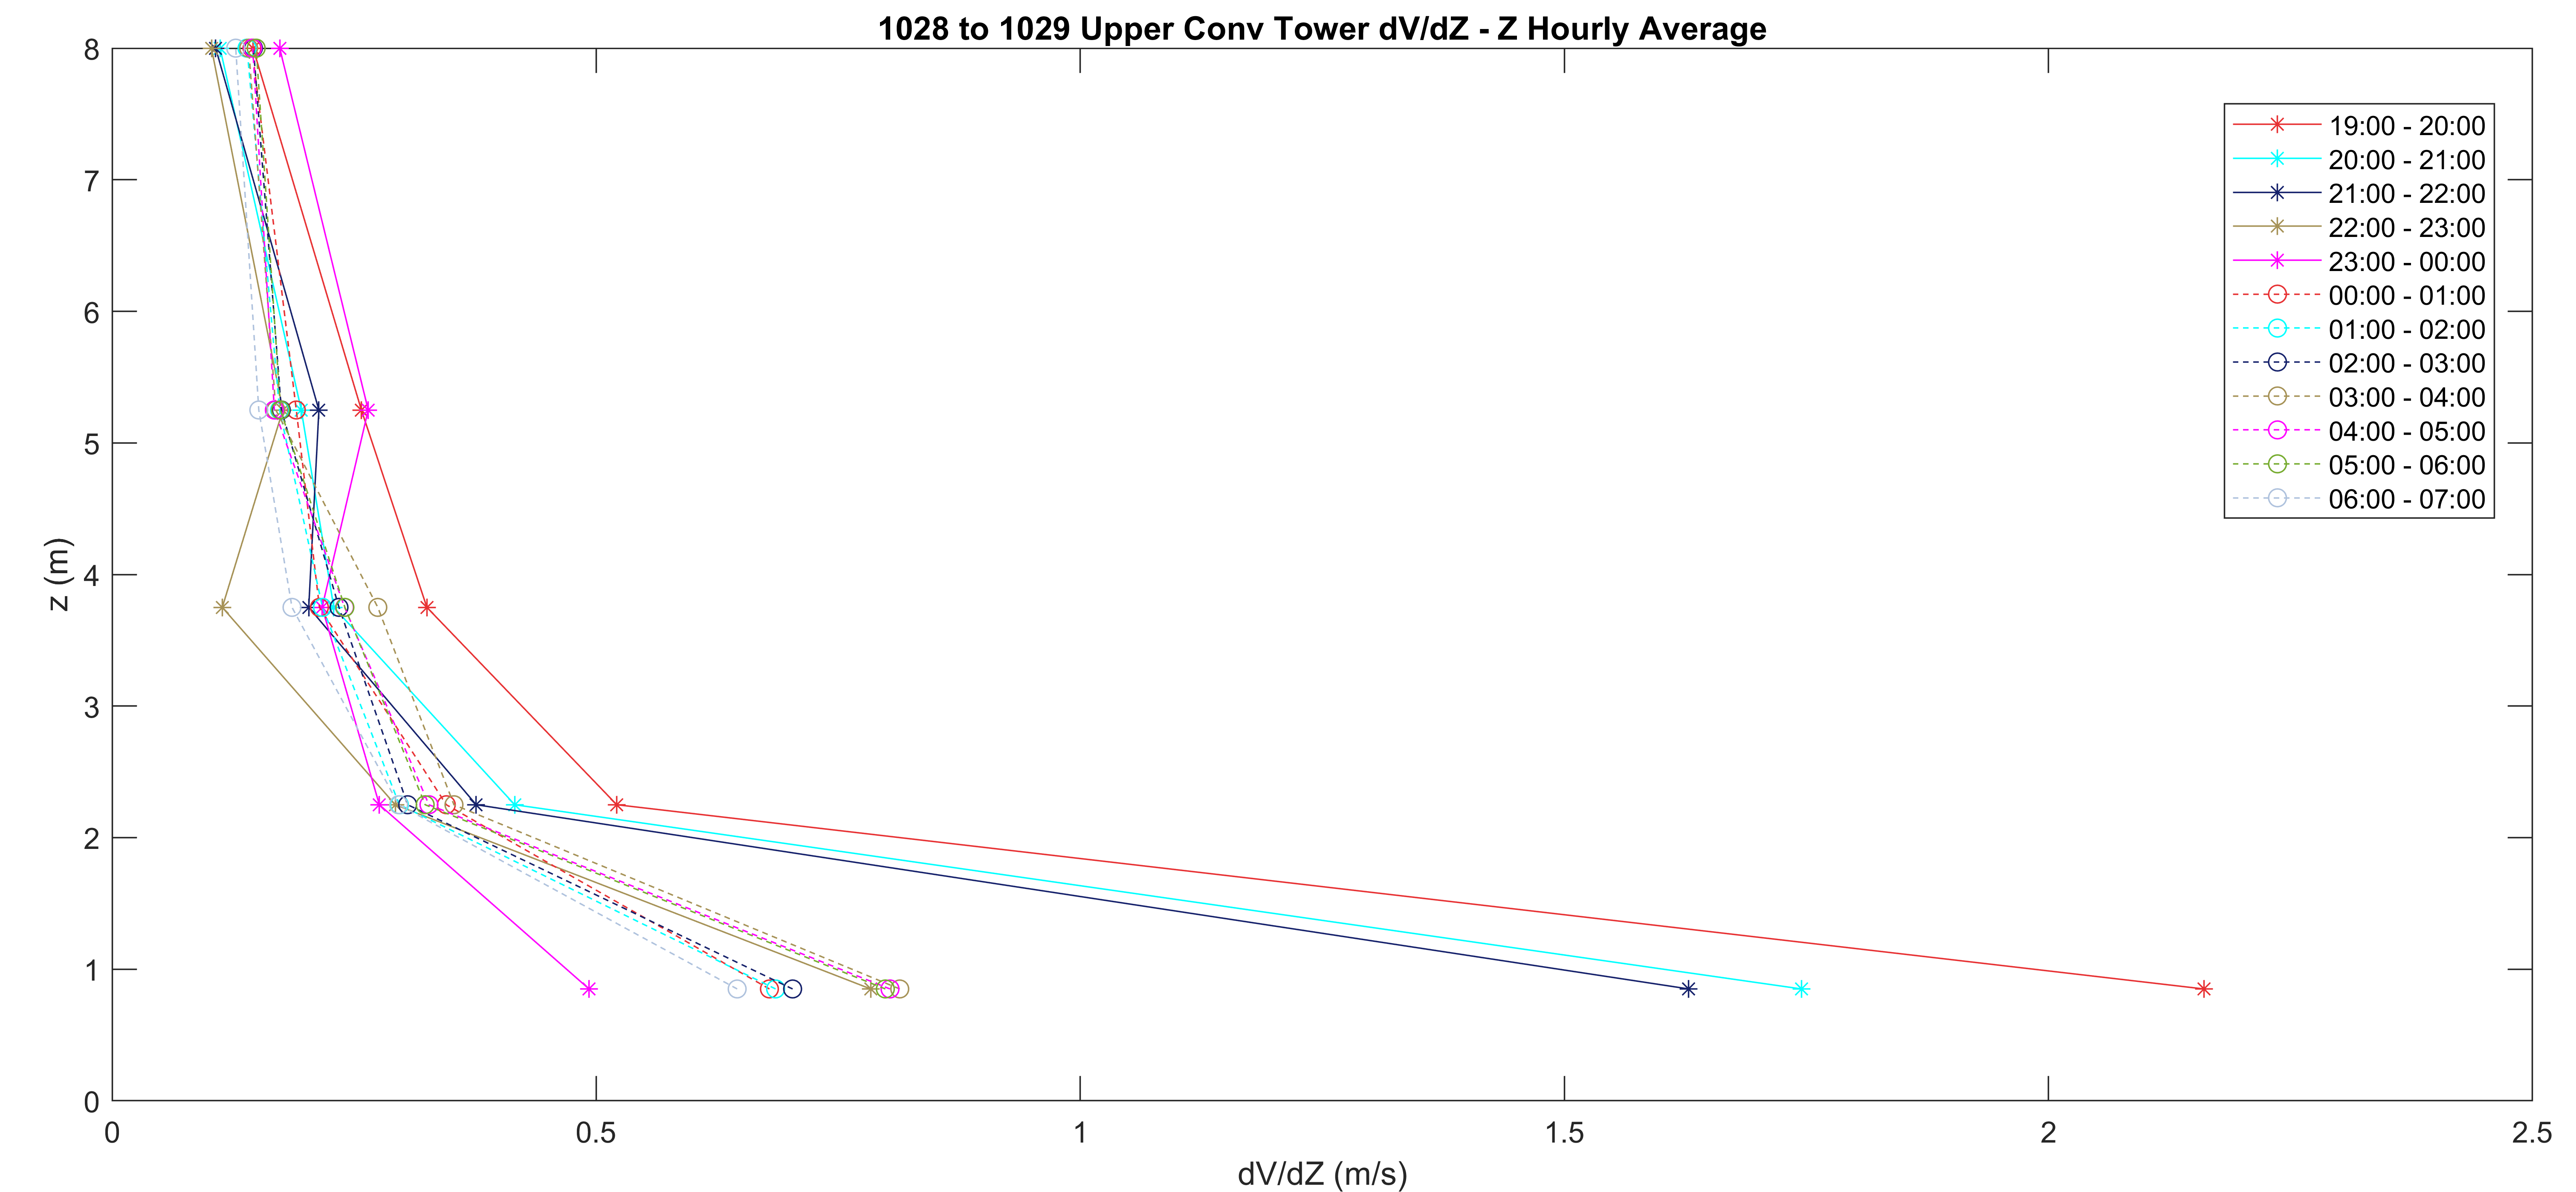 1028 to 1029 Upper Conv Tower dV/dZ - Z Hourly Average
8
7
6
5
4
3
2
1
0
z (m)
19:00 - 20:00
20:00 - 21:00
21:00 - 22:00
22:00 - 23:00
23:00 - 00:00
00:00 - 01:00
01:00 - 02:00
02:00 - 03:00
03:00 - 04:00
04:00 - 05:00
05:00 - 06:00
06:00 - 07:00
0 0.5 1 1.5 2 2.5
dV/dZ (m/s)